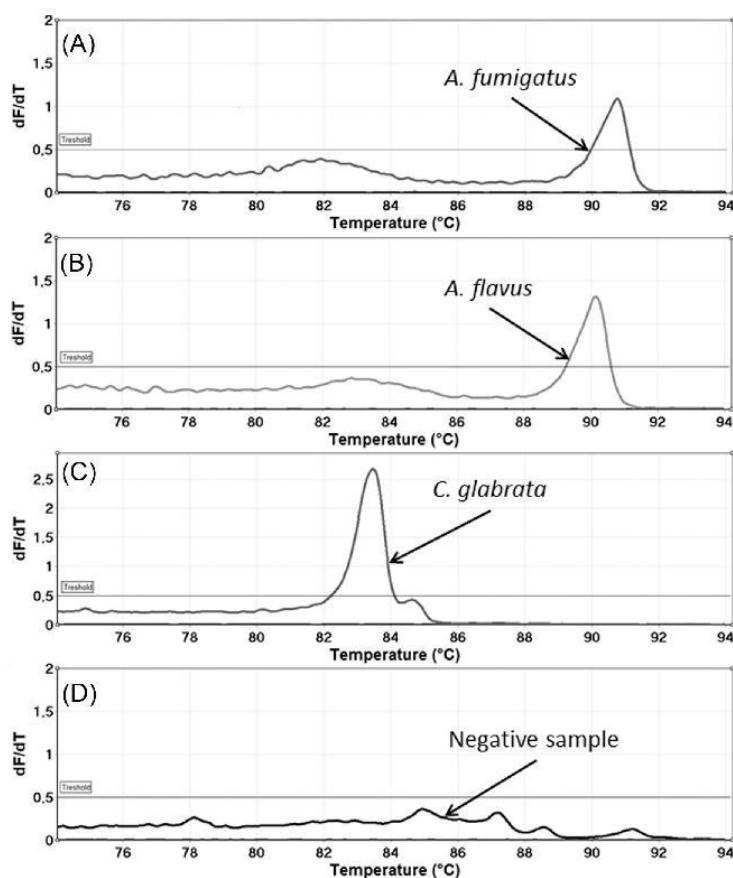 (A)
2
1.5
1
0.5
0
dF/dT
Treshold
A. fumigatus
76 78 80 82 84 86 88 90 92 94
Temperature (°C)
(B)
2
1.5
1
0.5
0
dF/dT
Treshold
A. flavus
76 78 80 82 84 86 88 90 92 94
Temperature (°C)
(C)
2.5
2
1.5
1
0.5
0
dF/dT
Treshold
C. glabrata
76 78 80 82 84 86 88 90 92 94
Temperature (°C)
(D)
2
1.5
1
0.5
0
dF/dT
Treshold
Negative sample
76 78 80 82 84 86 88 90 92 94
Temperature (°C)